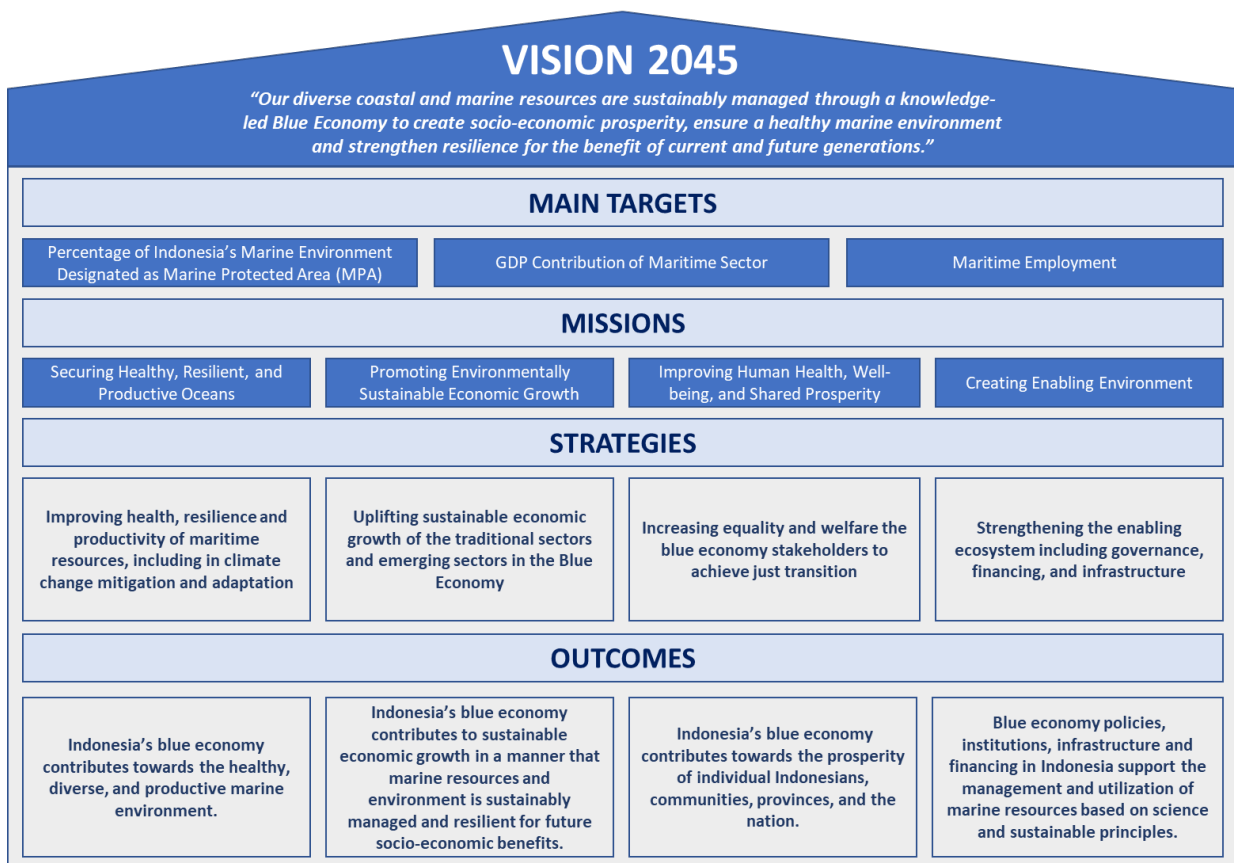 VISION 2045
“Our diverse coastal and marine resources are sustainably managed through a knowledge-
led Blue Economy to create socio-economic prosperity, ensure a healthy marine environment
and strengthen resilience for the benefit of current and future generations.”
MAIN TARGETS
Percentage of Indonesia’s Marine Environment
Designated as Marine Protected Area (MPA)
GDP Contribution of Maritime Sector
Maritime Employment
MISSIONS
Securing Healthy, Resilient, and
Productive Oceans
Promoting Environmentally
Sustainable Economic Growth
Improving Human Health, Well-
being, and Shared Prosperity
Creating Enabling Environment
STRATEGIES
Improving health, resilience and
productivity of maritime
resources, including in climate
change mitigation and adaptation
Uplifting sustainable economic
growth of the traditional sectors
and emerging sectors in the Blue
Economy
Increasing equality and welfare the
blue economy stakeholders to
achieve just transition
Strengthening the enabling
ecosystem including governance,
financing, and infrastructure
OUTCOMES
Indonesia’s blue economy
contributes towards the healthy,
diverse, and productive marine
environment.
Indonesia’s blue economy
contributes to sustainable
economic growth in a manner that
marine resources and
environment is sustainably
managed and resilient for future
socio-economic benefits.
Indonesia’s blue economy
contributes towards the prosperity
of individual Indonesians,
communities, provinces, and the
nation.
Blue economy policies,
institutions, infrastructure and
financing in Indonesia support the
management and utilization of
marine resources based on science
and sustainable principles.